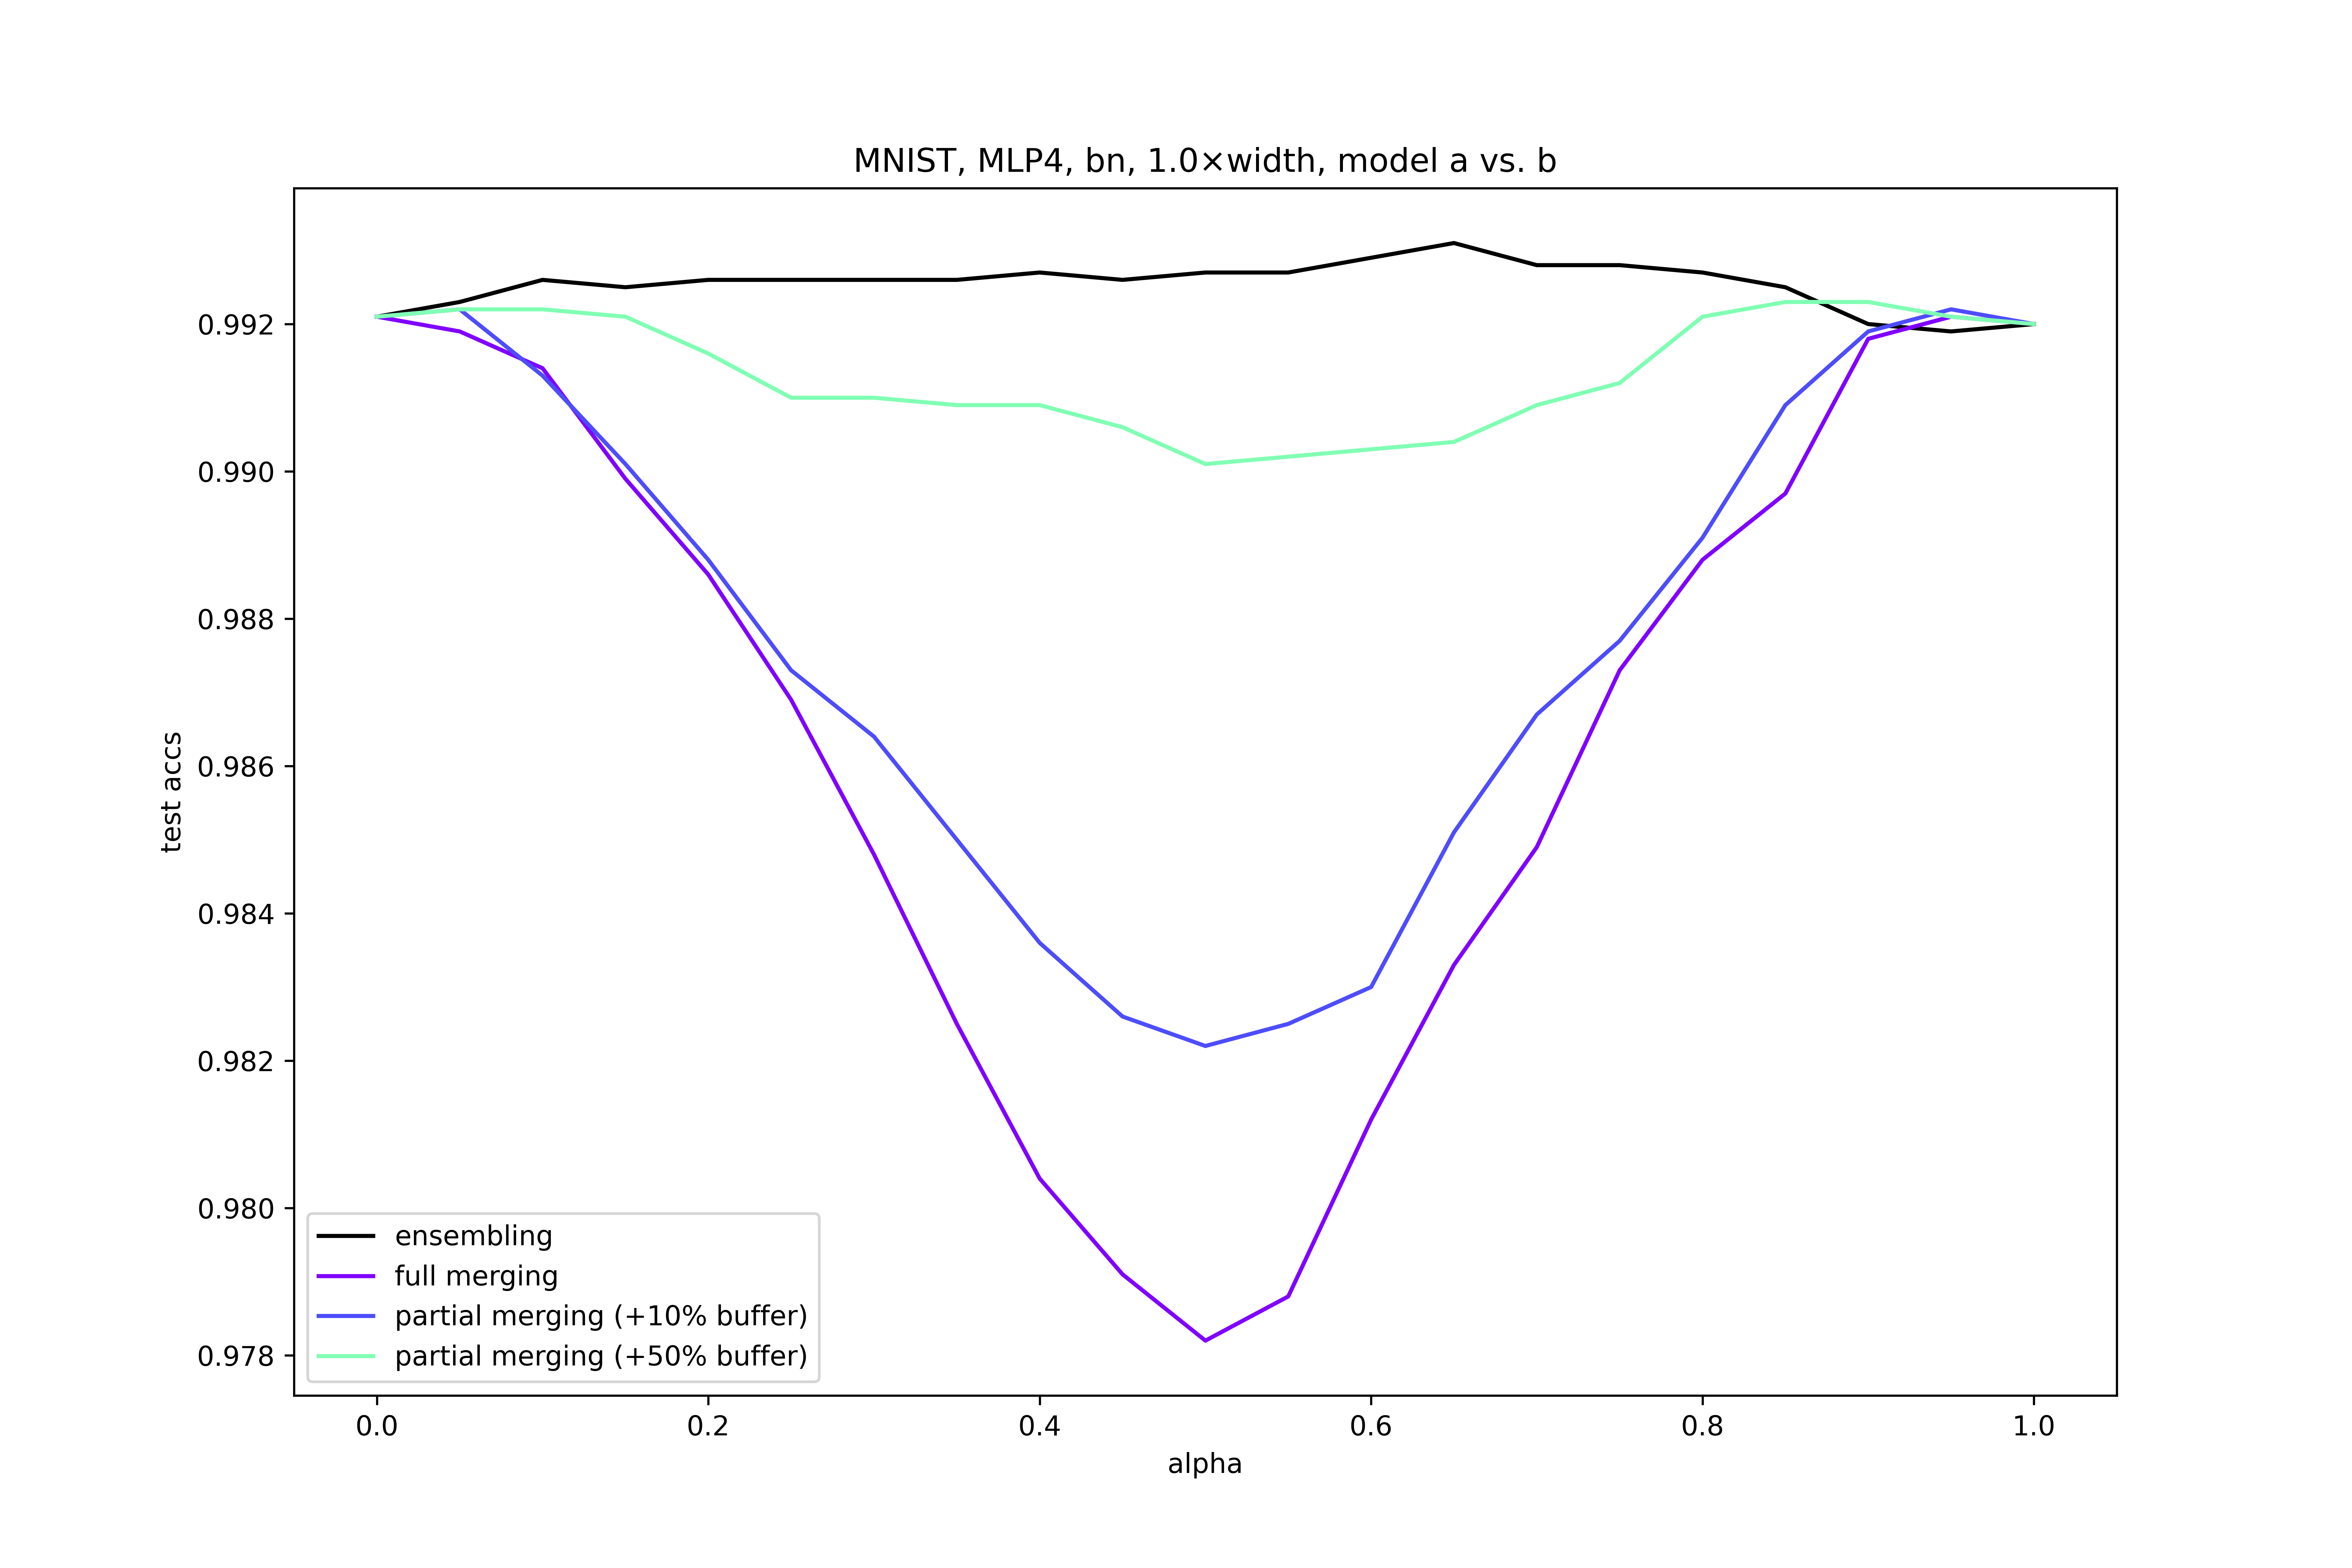 MNIST, MLP4, bn, 1.0×width, model a vs. b
test accs
0.992
0.990
0.988
0.986
0.984
0.982
0.980
0.978
ensembling
full merging
partial merging (+10% buffer)
partial merging (+50% buffer)
0.0 0.2 0.4 0.6 0.8 1.0
alpha